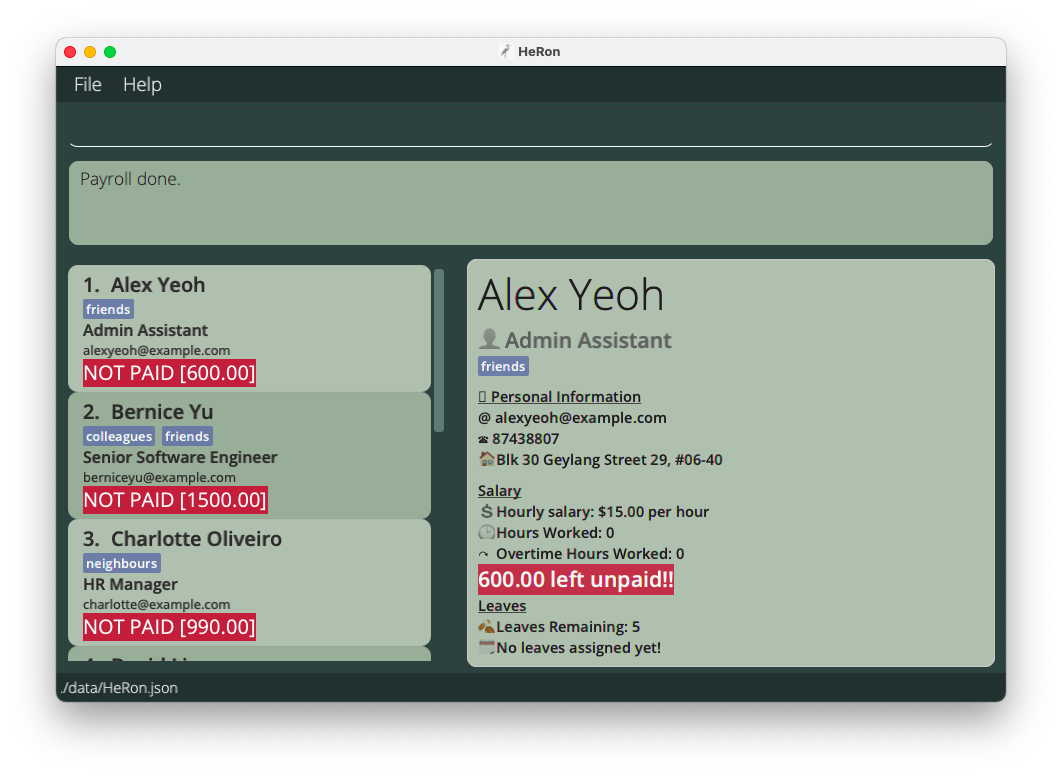 HeRon
File Help
Payroll done.
1. Alex Yeoh
friends
Admin Assistant
alexyeoh@example.com
NOT PAID [600.00]
2. Bernice Yu
colleagues friends
Senior Software Engineer
berniceyu@example.com
NOT PAID [1500.00]
3. Charlotte Oliveiro
neighbours
HR Manager
charlotte@example.com
NOT PAID [990.00]
Alex Yeoh
Admin Assistant
friends
Personal Information
@ alexyeoh@example.com
☎ 87438807
Blk 30 Geylang Street 29, #06-40
Salary
$ Hourly salary: $15.00 per hour
Hours Worked: 0
Overtime Hours Worked: 0
600.00 left unpaid!!
Leaves
Leaves Remaining: 5
No leaves assigned yet!
./data/HeRon.json